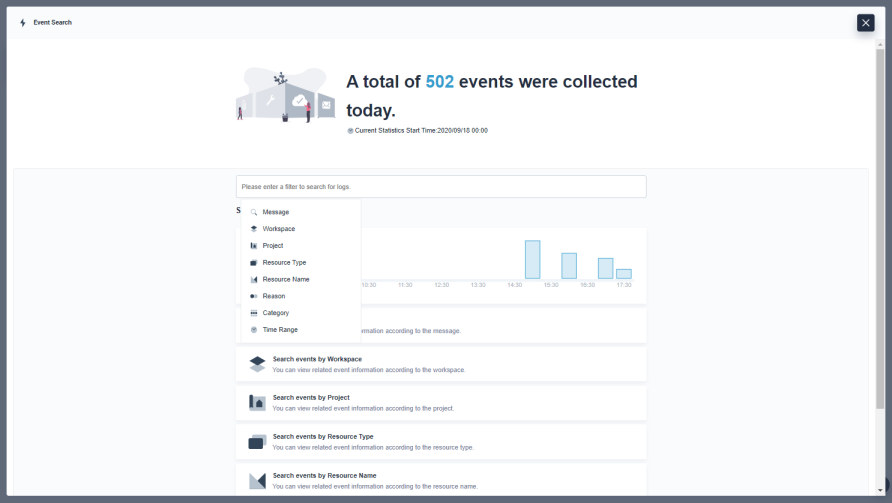 Event Search
A total of 502 events were collected
today.
Current Statistics Start Time:2020/09/18 00:00
Please enter a filter to search for logs.
S
Message
Workspace
Project
Resource Type
Resource Name
Reason
Category
Time Range
10:30 11:30 12:30 13:30 14:30 15:30 16:30 17:30
rmation according to the message.
Search events by Workspace
You can view related event information according to the workspace.
Search events by Project
You can view related event information according to the project.
Search events by Resource Type
You can view related event information according to the resource type.
Search events by Resource Name
You can view related event information according to the resource name.